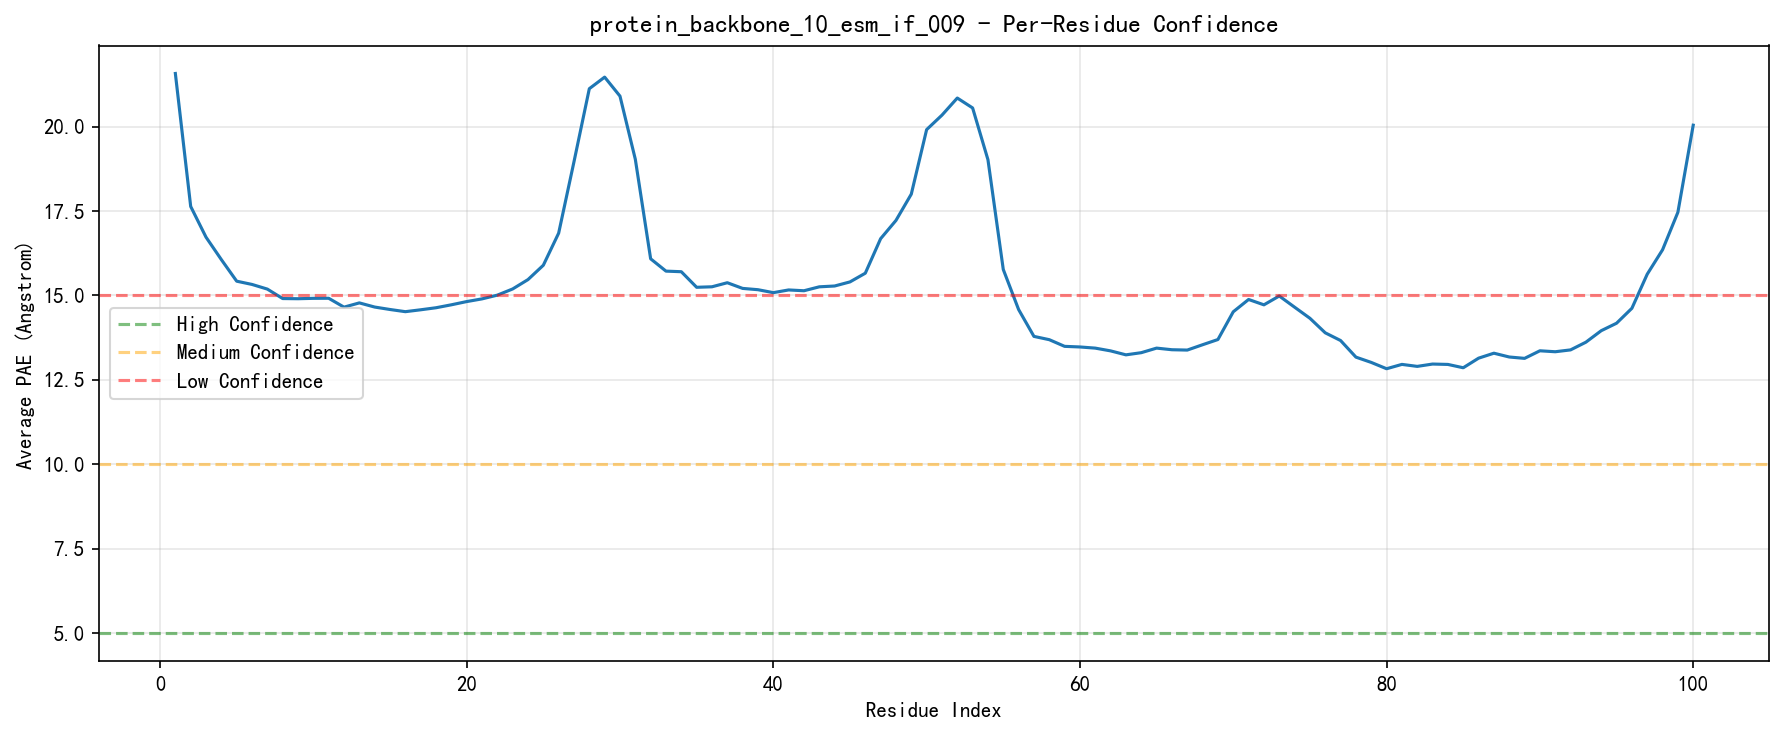 protein_backbone_10_esm_if_009 - Per-Residue Confidence
Average PAE (Angstrom)
20.0
17.5
15.0
12.5
10.0
7.5
5.0
High Confidence
Medium Confidence
Low Confidence
0 20 40 60 80 100
Residue Index